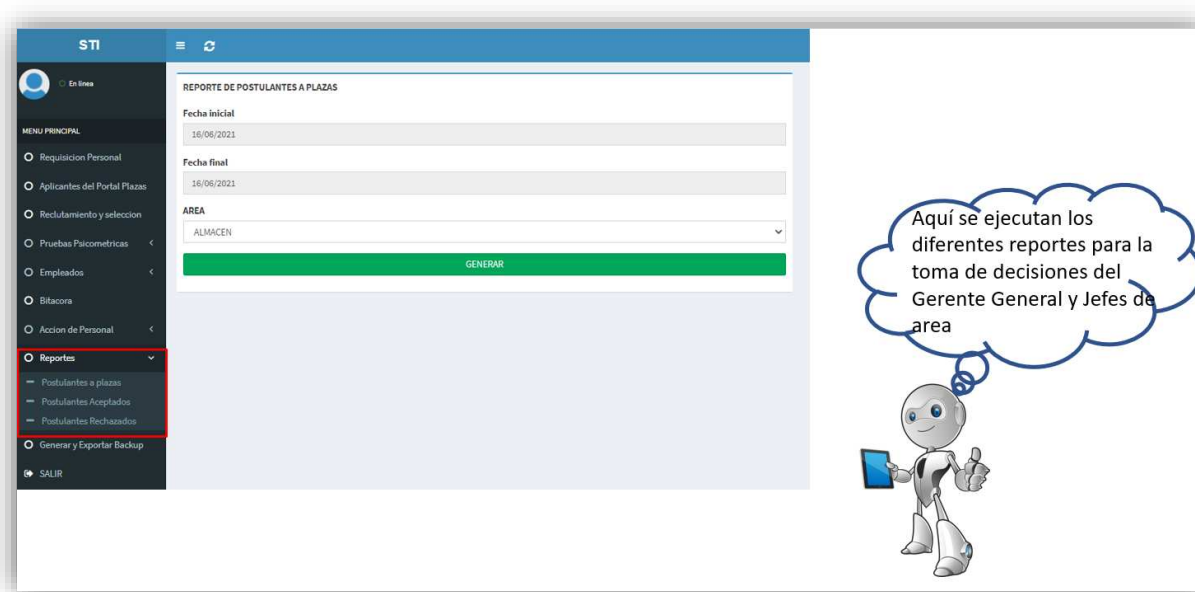 STI
En linea
MENU PRINCIPAL
Requisicion Personal
Aplicantes del Portal Plazas
Reclutamiento y seleccion
Pruebas Psicometricas
Empleados
Bitacora
Accion de Personal
Reportes
Postulantes a plazas
Postulantes Aceptados
Postulantes Rechazados
Generar y Exportar Backup
SALIR
REPORTE DE POSTULANTES A PLAZAS
Fecha inicial
16/06/2021
Fecha final
16/06/2021
AREA
ALMACEN
GENERAR
Aquí se ejecutan los
diferentes reportes para la
toma de decisiones del
Gerente General y Jefes de
area